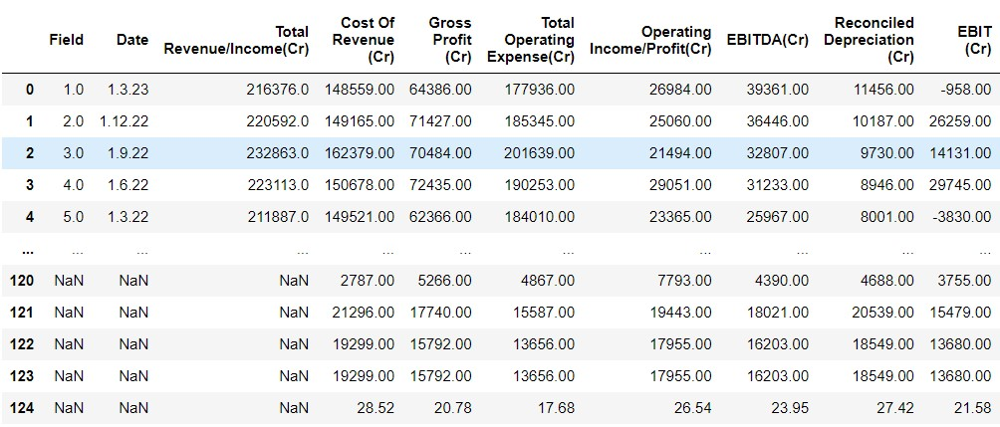 Field Date Total Revenue/Income(Cr) Cost Of Revenue (Cr) Gross Profit (Cr) Total Operating Expense(Cr) Operating Income/Profit(Cr) EBITDA(Cr) Reconciled Depreciation (Cr) EBIT (Cr)
0 1.0 1.3.23 216376.0 148559.00 64386.00 177936.00 26984.00 39361.00 11456.00 -958.00
1 2.0 1.12.22 220592.0 149165.00 71427.00 185345.00 25060.00 36446.00 10187.00 26259.00
2 3.0 1.9.22 232863.0 162379.00 70484.00 201639.00 21494.00 32807.00 9730.00 14131.00
3 4.0 1.6.22 223113.0 150678.00 72435.00 190253.00 29051.00 31233.00 8946.00 29745.00
4 5.0 1.3.22 211887.0 149521.00 62366.00 184010.00 23365.00 25967.00 8001.00 -3830.00
... ... ... ... ... ... ... ... ... ... ...
120 NaN NaN NaN 2787.00 5266.00 4867.00 7793.00 4390.00 4688.00 3755.00
121 NaN NaN NaN 21296.00 17740.00 15587.00 19443.00 18021.00 20539.00 15479.00
122 NaN NaN NaN 19299.00 15792.00 13656.00 17955.00 16203.00 18549.00 13680.00
123 NaN NaN NaN 19299.00 15792.00 13656.00 17955.00 16203.00 18549.00 13680.00
124 NaN NaN NaN 28.52 20.78 17.68 26.54 23.95 27.42 21.58